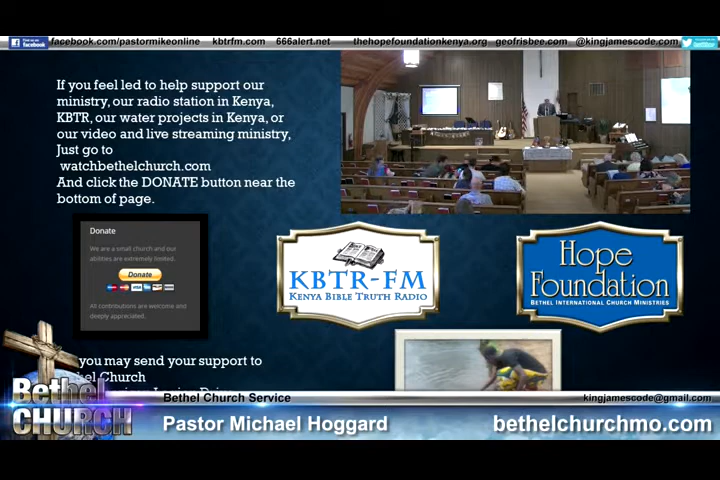 facebook.com/pastormikeonline kbtrfm.com 666alert.net thehopefoundationkenya.org geofrisbee.com @kingjamescode.com
If you feel led to help support our
ministry, our radio station in Kenya,
KBTR, our water projects in Kenya, or
our video and live streaming ministry,
Just go to
watchbethelchurch.com
And click the DONATE button near the
bottom of page.
Donate
We are a small church and our
abilities are extremely limited.
Donate
All contributions are welcome and
deeply appreciated.
KBTR-FM
KENYA BIBLE TRUTH RADIO
Hope
Foundation
BETHEL INTERNATIONAL CHURCH MINISTRIES
you may send your support to
Church
Bethel
CHURCH
Bethel Church Service
kingjamescode@gmail.com
Pastor Michael Hoggard
bethelchurchmo.com